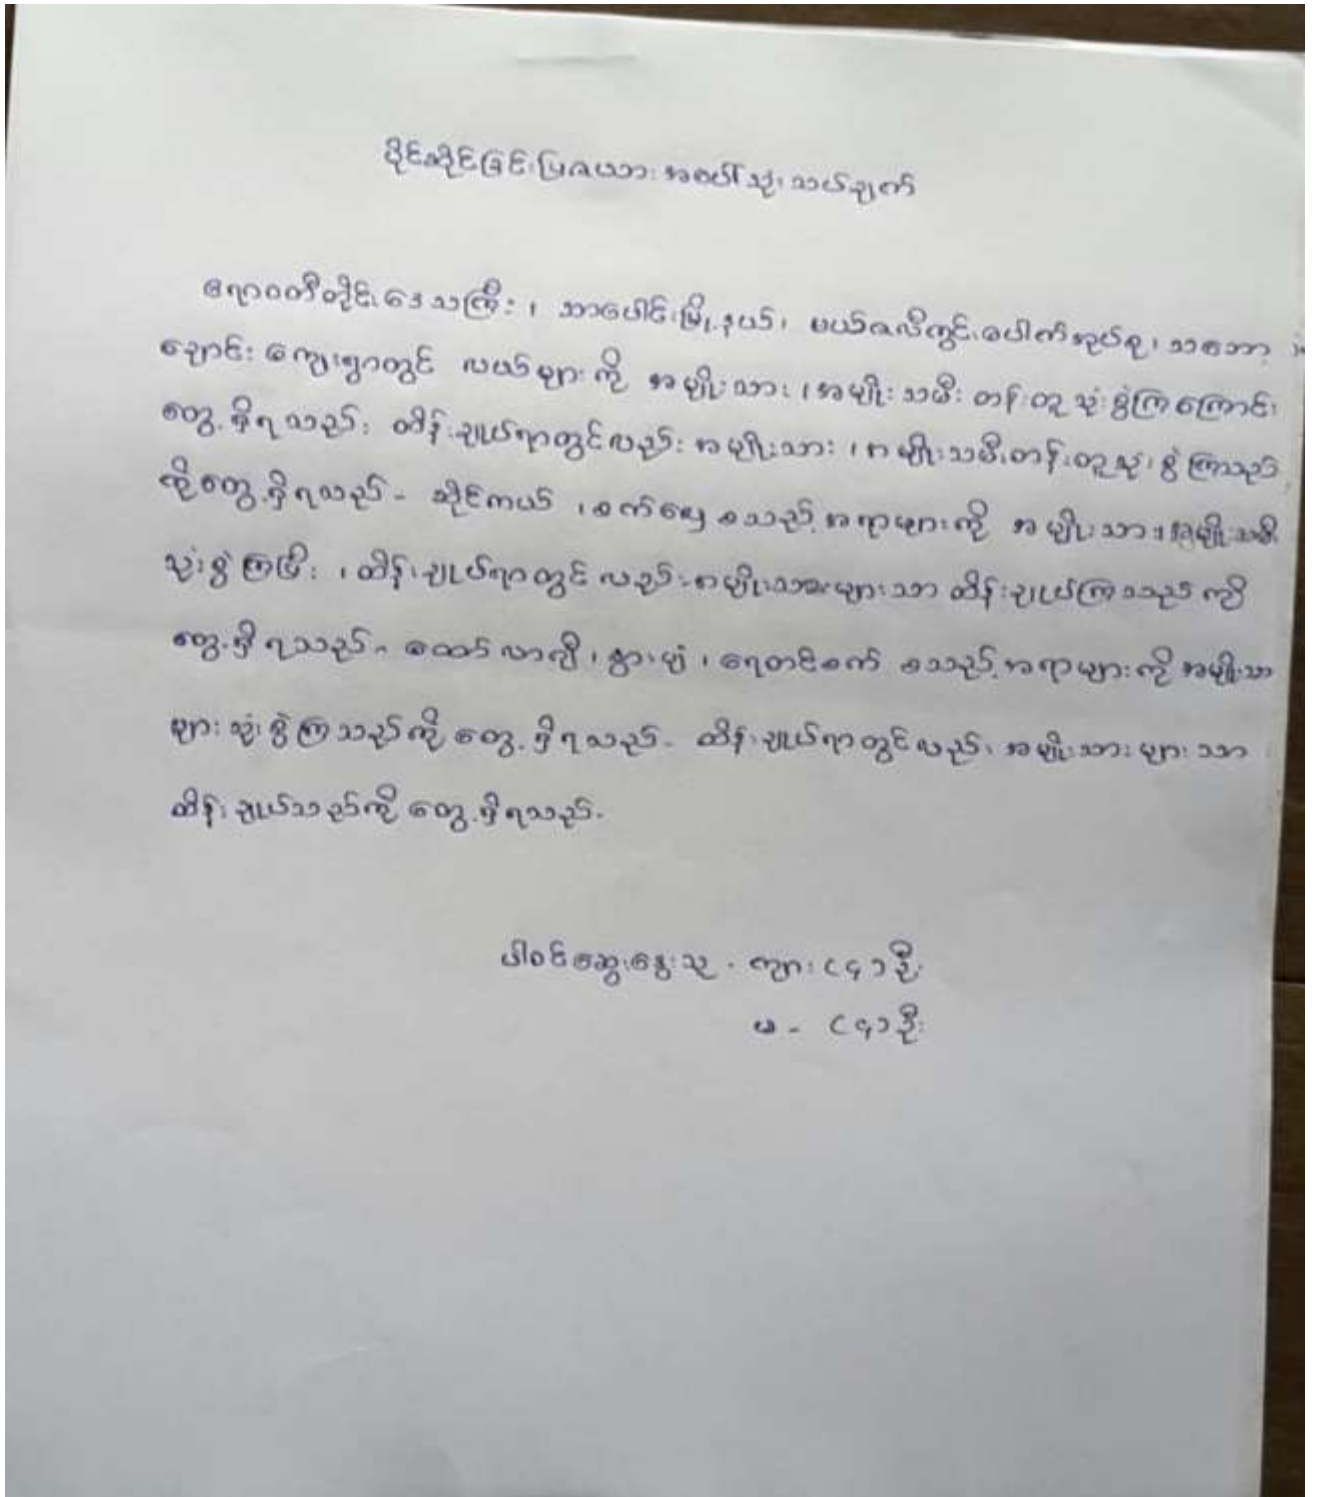 ပိုင်ဆိုင်ခြင်းပြဇယားအပေါ်သုံးသပ်ချက်
ဧရာဝတီတိုင်းဒေသကြီး၊ သာပေါင်းမြို့နယ်၊ မယ်ဇလီကွင်းပေါက်အုပ်စု၊ သဘော့
ချောင်းကျေးရွာတွင် လယ်များကို အမျိုးသား၊ အမျိုးသမီး တန်းတူသုံးစွဲကြကြောင်း
တွေ့ရှိရသည်။ ထိန်းချုပ်ရာတွင်လည်း အမျိုးသား၊ အမျိုးသမီးတန်းတူသုံးစွဲကြသည်
ကိုတွေ့ရှိရသည်- ဆိုင်ကယ်၊ စက်လှေ စသည့်အရာများကို အမျိုးသား၊ အမျိုးသမီး
သုံးစွဲကြပြီး၊ ထိန်းချုပ်ရာတွင်လည်း အမျိုးသားများသာ ထိန်းချုပ်ကြသည်ကို
တွေ့ရှိရသည်- ထော်လာဂျီ၊ နွား၊ မှံ၊ ရေတင်စက် စသည့်အရာများကို အမျိုးသား
များသုံးစွဲကြသည်ကို တွေ့ရှိရသည်- ထိန်းချုပ်ရာတွင်လည်း အမျိုးသားများသာ
ထိန်းချုပ်သည်ကို တွေ့ရှိရသည်-
ပါဝင်ဆွေးနွေးသူ - ကျား (၄) ဦး
မ - (၄) ဦး